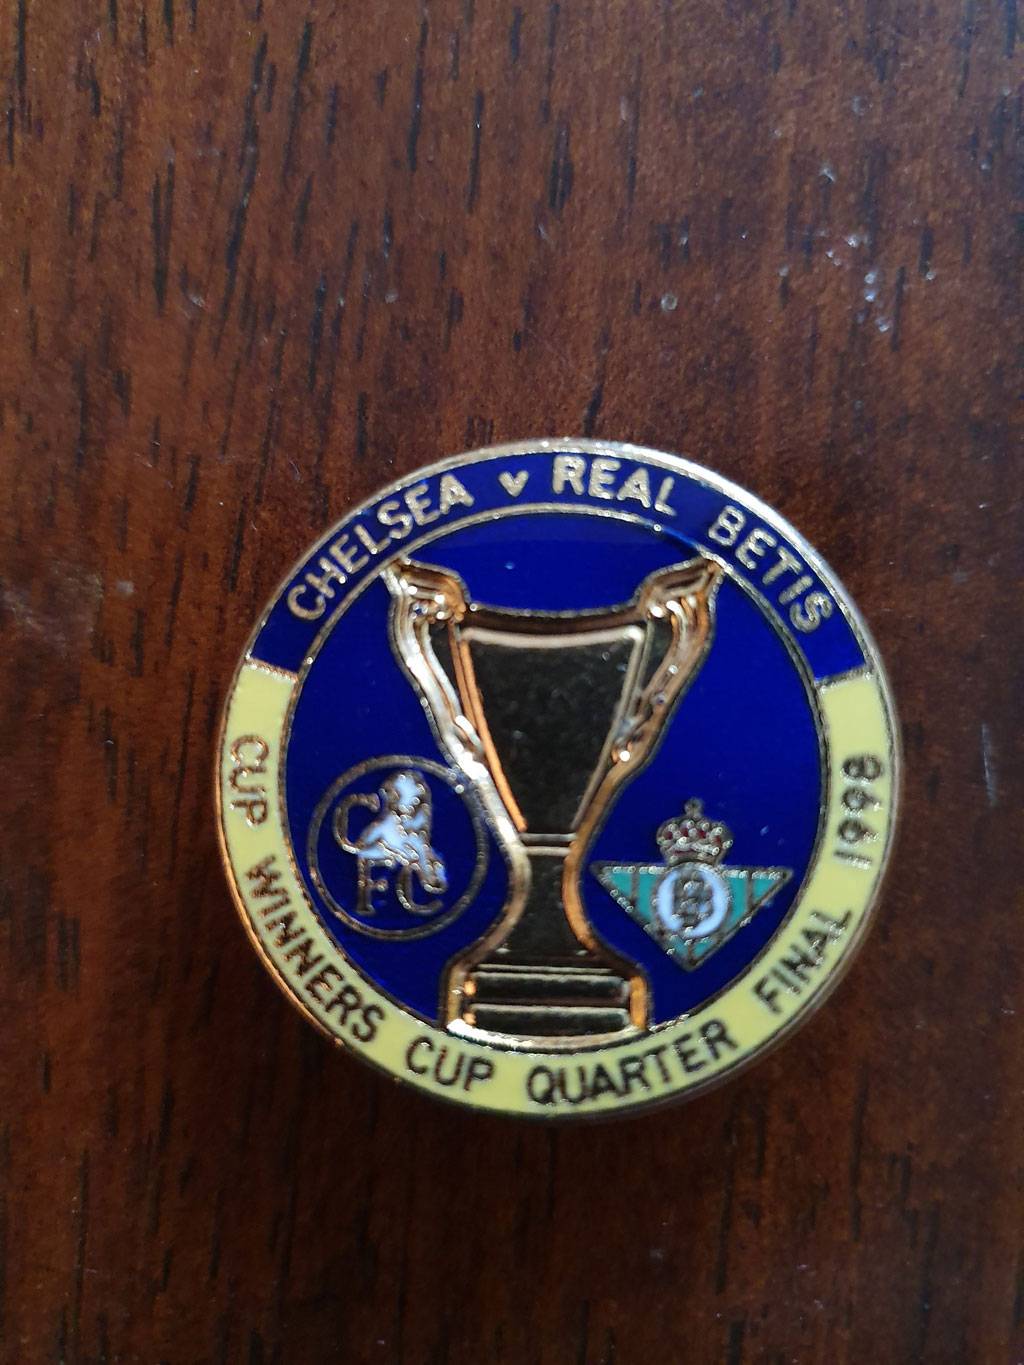 CHELSEA v REAL BETIS
CUP WINNERS CUP QUARTER FINAL 1998
CFC